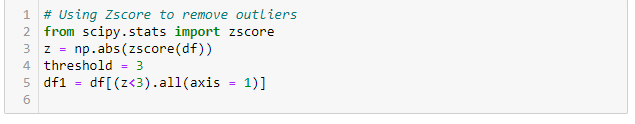 1 # Using Zscore to remove outliers
2 from scipy.stats import zscore
3 z = np.abs(zscore(df))
4 threshold = 3
5 df1 = df[(z<3).all(axis = 1)]
6